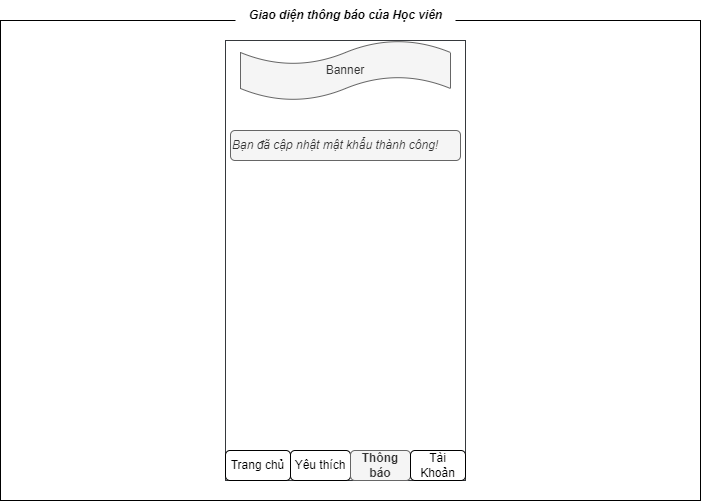 Giao diện thông báo của Học viên
Banner
Bạn đã cập nhật mật khẩu thành công!
Trang chủ
Yêu thích
Thông
báo
Tài
Khoản